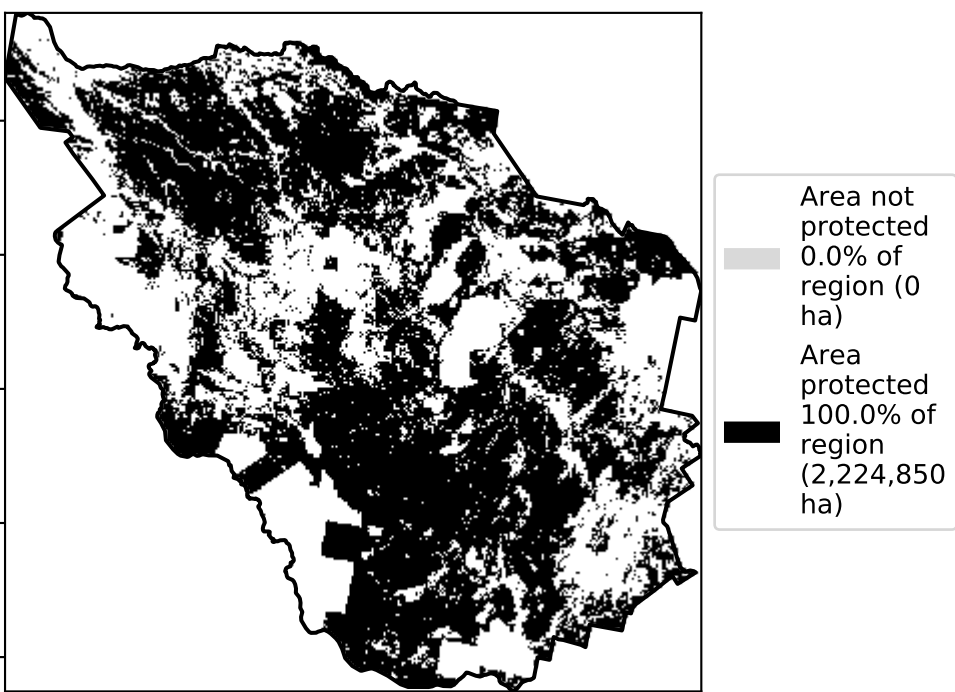 Area not
protected
0.0% of
region (0
ha)
Area
protected
100.0% of
region
(2,224,850
ha)